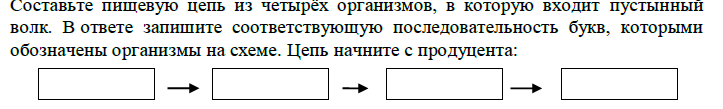 Составьте пищевую цепь из четырёх организмов, в которую входит пустынный
волк. В ответе запишите соответствующую последовательность букв, которыми
обозначены организмы на схеме. Цепь начните с продуцента: